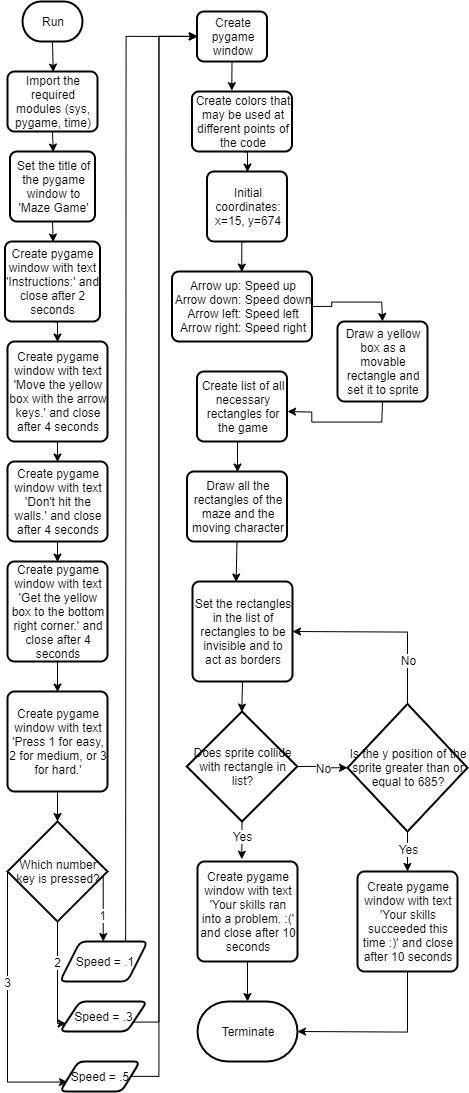 Run
Import the
required
modules (sys,
pygame, time)
Set the title of
the pygame
window to
'Maze Game'
Create pygame
window with text
'Instructions:' and
close after 2
seconds
Create pygame
window with text
'Move the yellow
box with the arrow
keys.' and close
after 4 seconds
Create pygame
window with text
'Don't hit the
walls.' and close
after 4 seconds
Create pygame
window with text
'Get the yellow
box to the bottom
right corner.' and
close after 4
seconds
Create pygame
window with text
'Press 1 for easy,
2 for medium, or 3
for hard.'
Which number
key is pressed?
1
Speed = .1
2
Speed = .3
3
Speed = .5
Create
pygame
window
Create colors that
may be used at
different points of
the code
Initial
coordinates:
x=15, y=674
Arrow up: Speed up
Arrow down: Speed down
Arrow left: Speed left
Arrow right: Speed right
Draw a yellow
box as a
movable
rectangle and
set it to sprite
Create list of all
necessary
rectangles for
the game
Draw all the
rectangles of the
maze and the
moving character
Set the rectangles
in the list of
rectangles to be
invisible and to
act as borders
Does sprite collide
with rectangle in
list?
No
Is the y position of the
sprite greater than or
equal to 685?
No
Yes
Yes
Create pygame
window with text
'Your skills ran
into a problem. :('
and close after 10
seconds
Create pygame
window with text
'Your skills
succeeded this
time :)' and close
after 10 seconds
Terminate